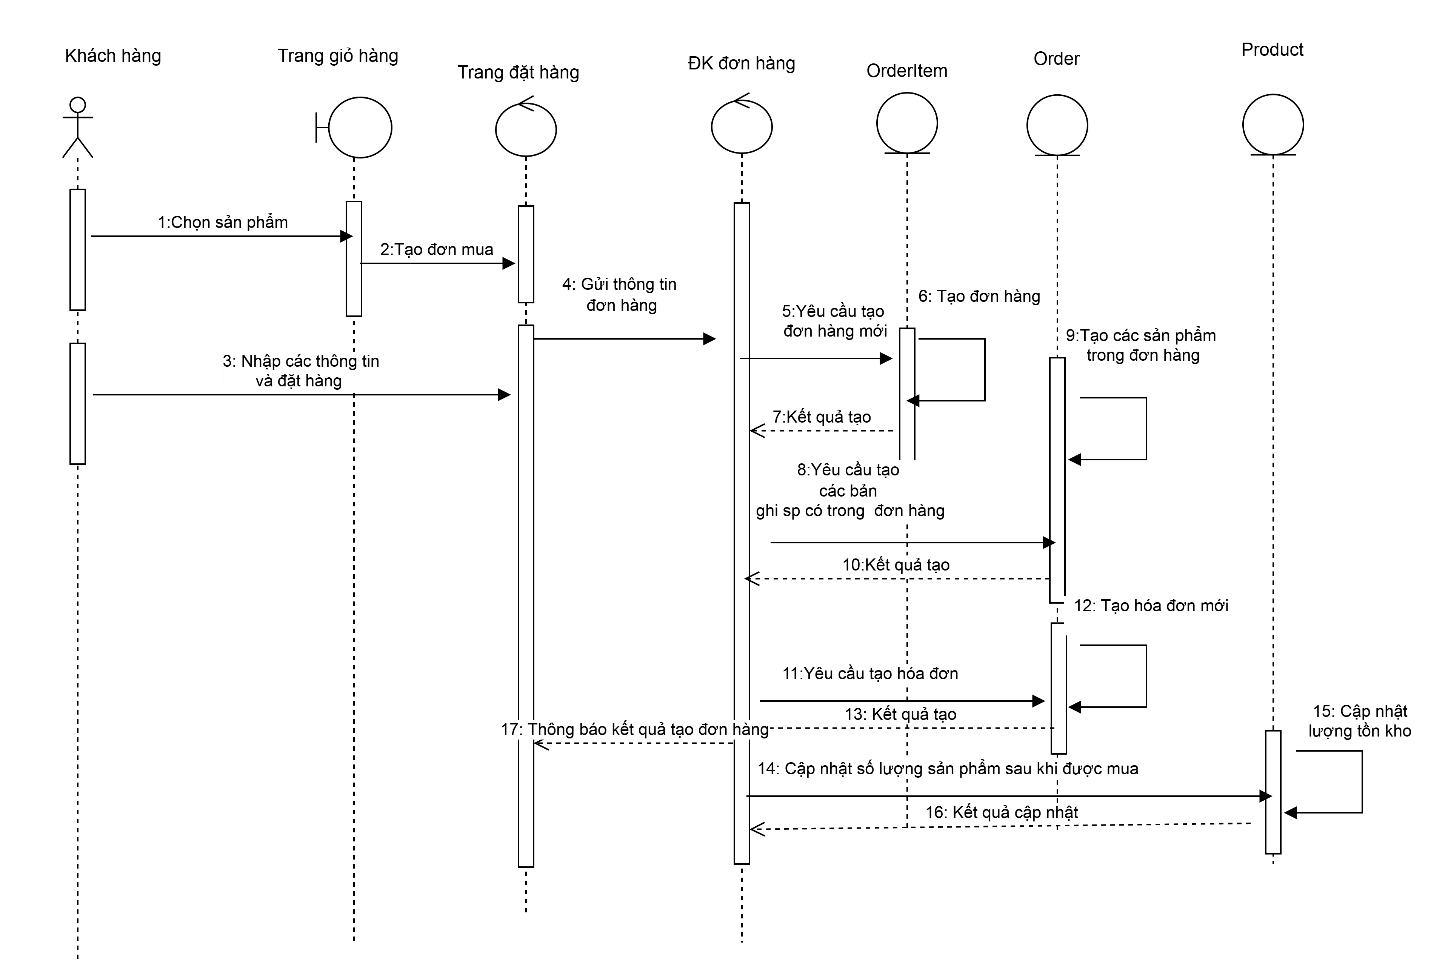 Khách hàng
Trang giỏ hàng
Trang đặt hàng
ĐK đơn hàng
OrderItem
Order
Product
1:Chọn sản phẩm
2:Tạo đơn mua
4: Gửi thông tin
đơn hàng
5:Yêu cầu tạo
đơn hàng mới
6: Tạo đơn hàng
9:Tạo các sản phẩm
trong đơn hàng
3: Nhập các thông tin
và đặt hàng
7:Kết quả tạo
8:Yêu cầu tạo
các bản
ghi sp có trong đơn hàng
10:Kết quả tạo
12: Tạo hóa đơn mới
11:Yêu cầu tạo hóa đơn
13: Kết quả tạo
17: Thông báo kết quả tạo đơn hàng
15: Cập nhật
lượng tồn kho
14: Cập nhật số lượng sản phẩm sau khi được mua
16: Kết quả cập nhật